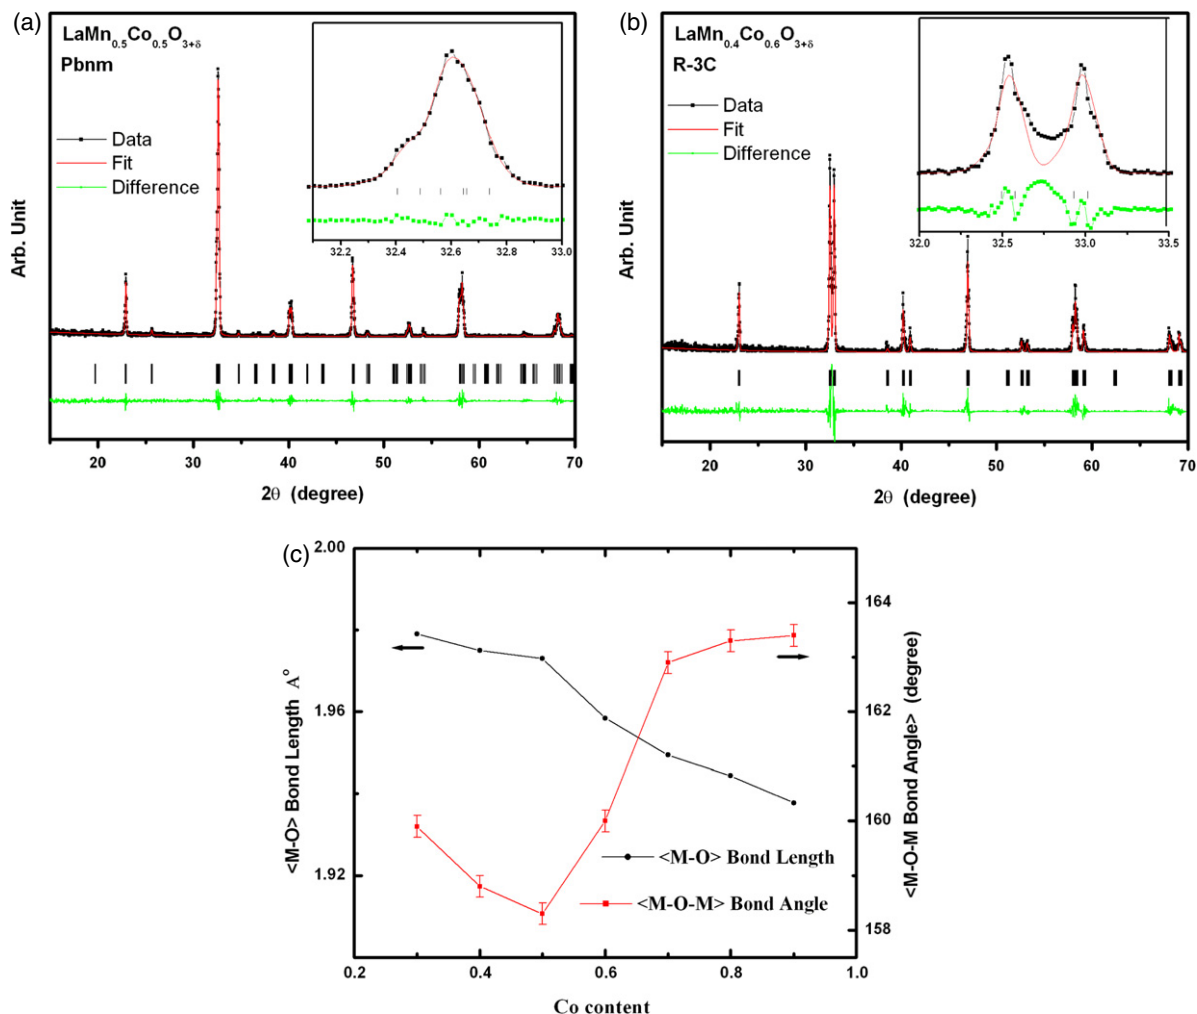 (a)
LaMn0.5Co0.5O3+δ
Pbnm
Data
Fit
Difference
32.2 32.4 32.6 32.8 33.0
Arb. Unit
20 30 40 50 60 70
2θ (degree)
(b)
LaMn0.4Co0.6O3+δ
R-3C
Data
Fit
Difference
32.0 32.5 33.0 33.5
Arb. Unit
20 30 40 50 60 70
2θ (degree)
(c)
2.00
1.96
1.92
<M-O> Bond Length A°
164
162
160
158
<M-O-M Bond Angle> (degree)
<M-O> Bond Length
<M-O-M> Bond Angle
0.2 0.4 0.6 0.8 1.0
Co content